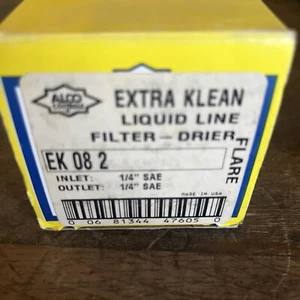 ALCO
EXTRA KLEAN
LIQUID LINE
FILTER-DRIER
FLARE
EK 08 2
INLET: 1/4" SAE
OUTLET: 1/4" SAE
MADE IN USA
0 06 81344 47605 0